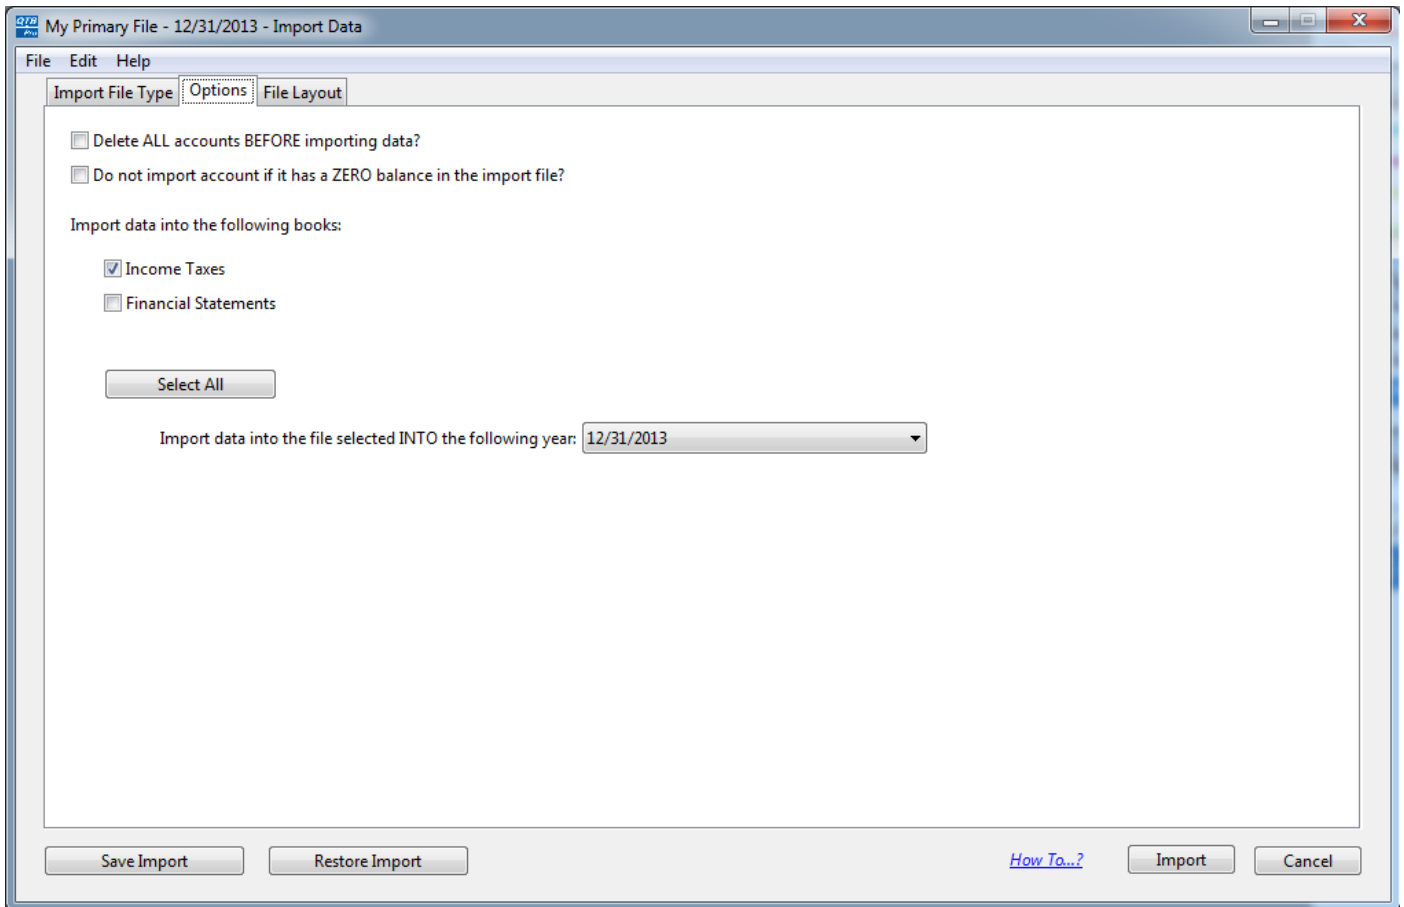 QTB
Pro
My Primary File - 12/31/2013 - Import Data
File Edit Help
Import File Type Options File Layout
Delete ALL accounts BEFORE importing data?
Do not import account if it has a ZERO balance in the import file?
Import data into the following books:
Income Taxes
Financial Statements
Select All
Import data into the file selected INTO the following year: 12/31/2013
Save Import Restore Import How To...? Import Cancel